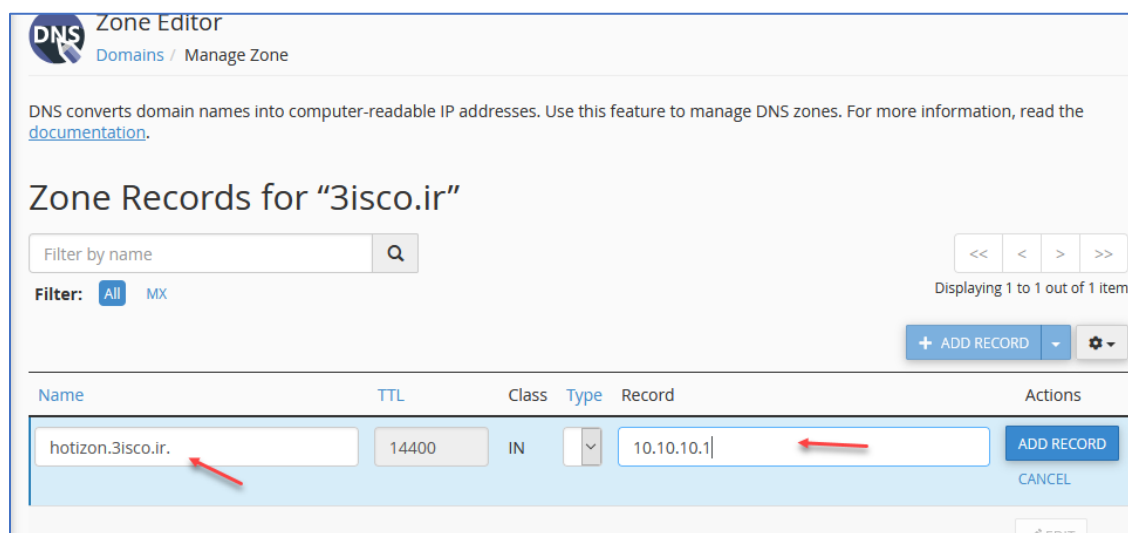 DNS
Zone Editor
Domains / Manage Zone
DNS converts domain names into computer-readable IP addresses. Use this feature to manage DNS zones. For more information, read the
documentation.
Zone Records for “3isco.ir”
Filter by name
<< < > >>
Filter: All MX
Displaying 1 to 1 out of 1 item
+ ADD RECORD
Name TTL Class Type Record Actions
hotizon.3isco.ir. 14400 IN 10.10.10.1 ADD RECORD
CANCEL
EDIT